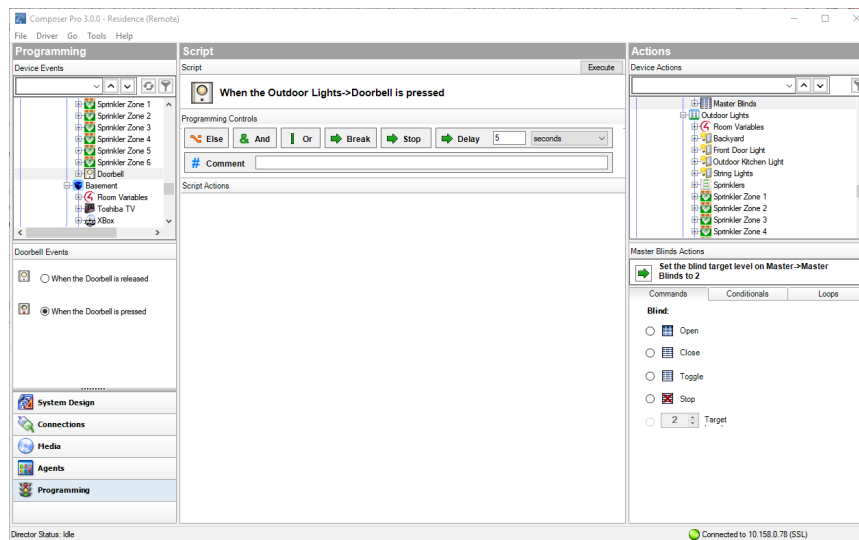 Composer Pro 3.0.0 - Residence (Remote)
File Driver Go Tools Help
Programming
Device Events
Sprinkler Zone 1
Sprinkler Zone 2
Sprinkler Zone 3
Sprinkler Zone 4
Sprinkler Zone 5
Sprinkler Zone 6
Doorbell
Basement
Room Variables
Toshiba TV
XBox
Doorbell Events
When the Doorbell is released
When the Doorbell is pressed
System Design
Connections
Media
Agents
Programming
Script
Script Execute
When the Outdoor Lights->Doorbell is pressed
Programming Controls
Else And Or Break Stop Delay 5 seconds
# Comment
Script Actions
Actions
Device Actions
Master Blinds
Outdoor Lights
Room Variables
Backyard
Front Door Light
Outdoor Kitchen Light
String Lights
Sprinklers
Sprinkler Zone 1
Sprinkler Zone 2
Sprinkler Zone 3
Sprinkler Zone 4
Master Blinds Actions
Set the blind target level on Master->Master
Blinds to 2
Commands Conditionals Loops
Blind:
Open
Close
Toggle
Stop
2 Target
Director Status: Idle
Connected to 10.158.0.78 (SSL)